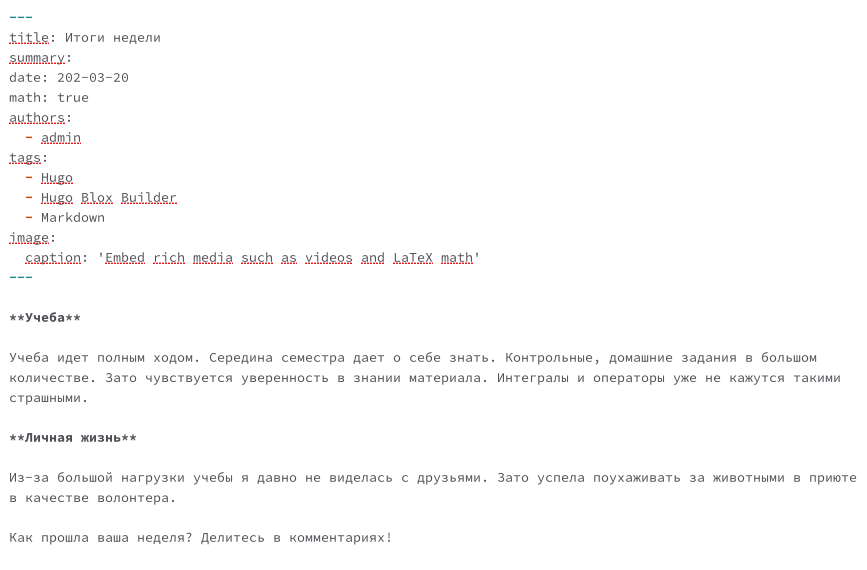 ---
title: Итоги недели
summary:
date: 202-03-20
math: true
authors:
  - admin
tags:
  - Hugo
  - Hugo Blox Builder
  - Markdown
image:
  caption: 'Embed rich media such as videos and LaTeX math'
---
**Учеба**
Учеба идет полным ходом. Середина семестра дает о себе знать. Контрольные, домашние задания в большом
количестве. Зато чувствуется уверенность в знании материала. Интегралы и операторы уже не кажутся такими
страшными.
**Личная жизнь**
Из-за большой нагрузки учебы я давно не виделась с друзьями. Зато успела поухаживать за животными в приюте
в качестве волонтера.
Как прошла ваша неделя? Делитесь в комментариях!